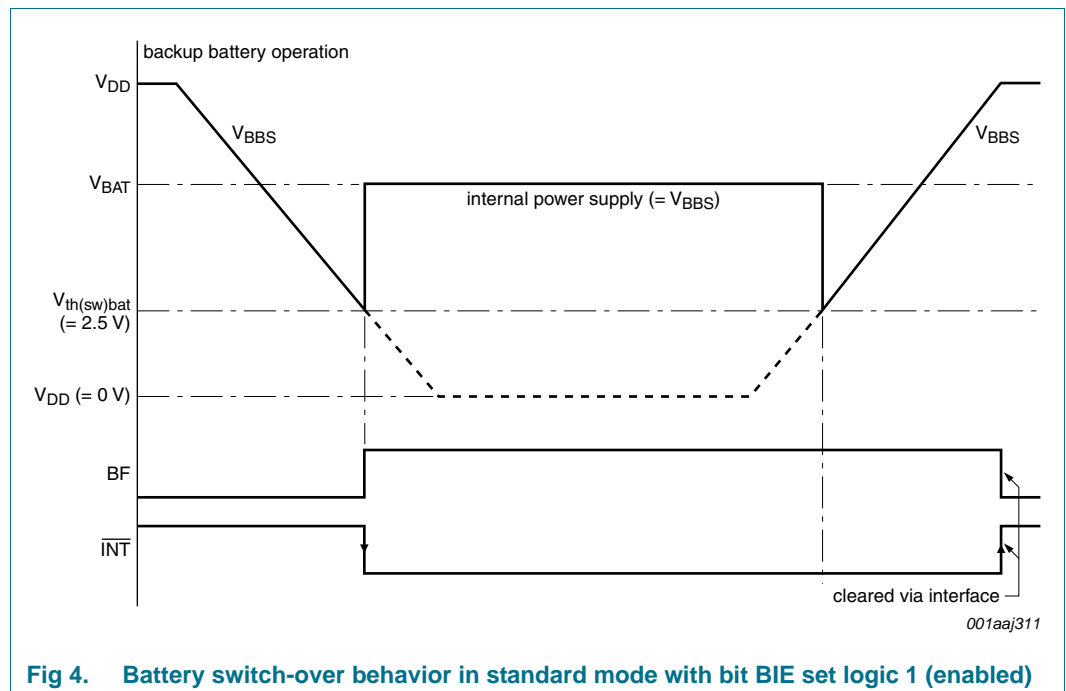 backup battery operation
VDD
VBBS
VBBS
VBAT
internal power supply (= VBBS)
Vth(sw)bat
(= 2.5 V)
VDD (= 0 V)
BF
INT
cleared via interface
001aaj311
Fig 4. Battery switch-over behavior in standard mode with bit BIE set logic 1 (enabled)